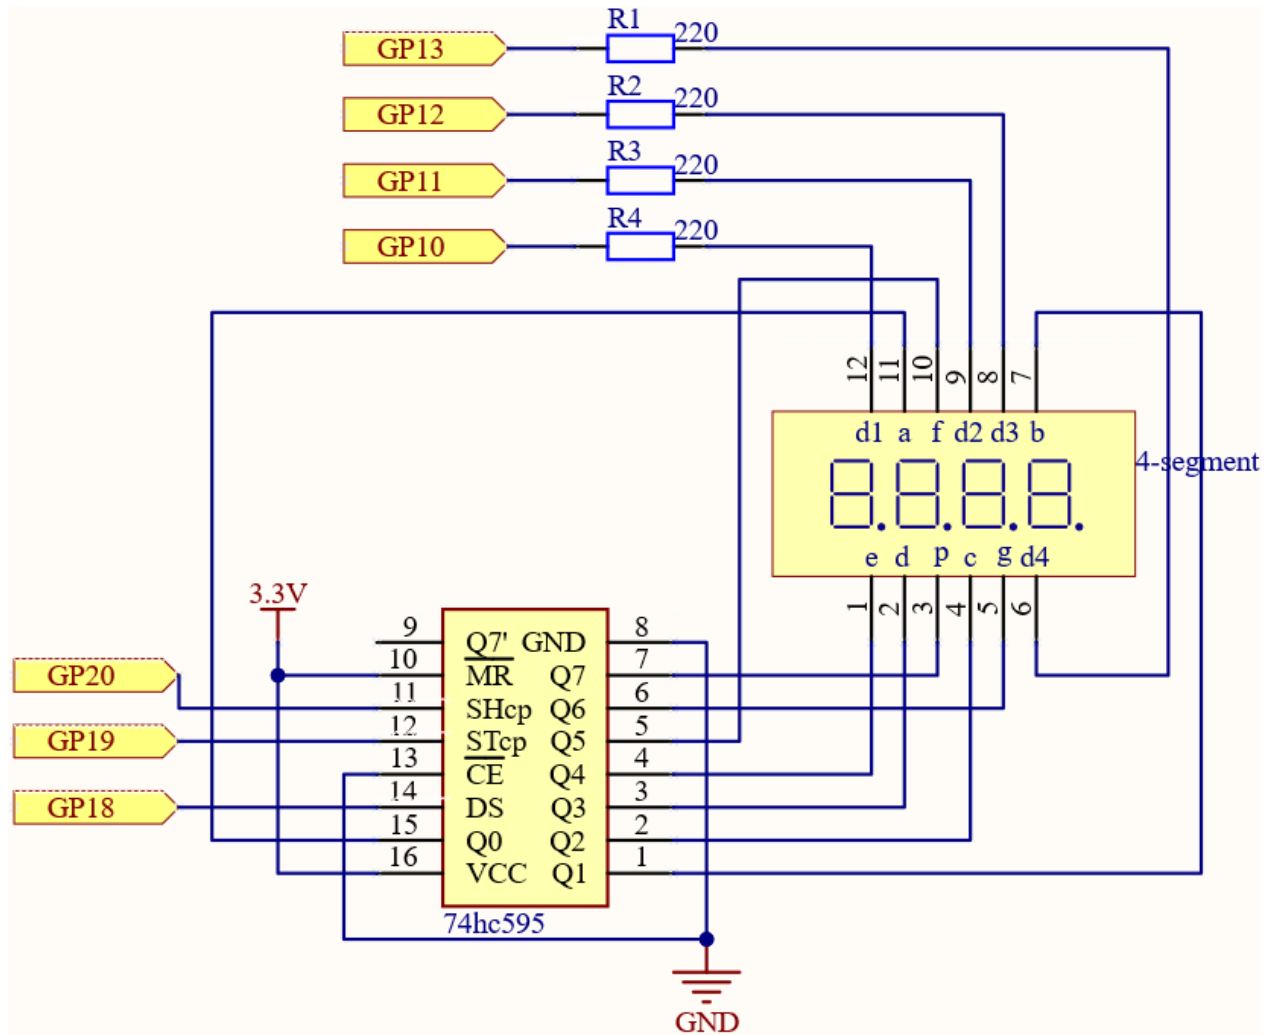 R1
GP13
220
R2
GP12
220
R3
GP11
220
R4
GP10
220
12 11 10 9 8 7
d1 a f d2 d3 b
4-segment
e d p c g d4
1 2 3 4 5 6
3.3V
9 Q7' GND 8
10 MR Q7 7
GP20
11 SHcp Q6 6
GP19
12 STcp Q5 5
13 CE Q4 4
GP18
14 DS Q3 3
15 Q0 Q2 2
16 VCC Q1 1
74hc595
GND